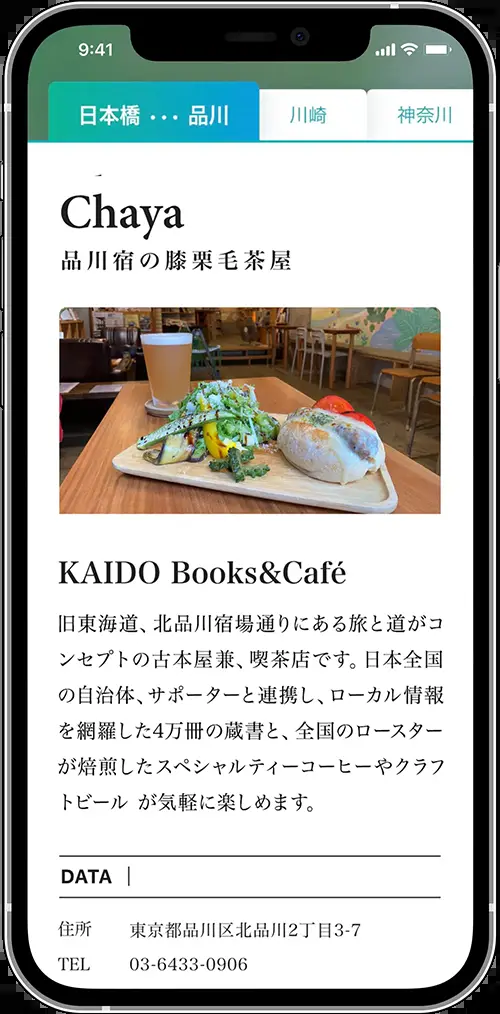 9:41
日本橋 ··· 品川
川崎
神奈川
Chaya
品川宿の膝栗毛茶屋
KAIDO Books&Café
旧東海道、北品川宿場通りにある旅と道がコ
ンセプトの古本屋兼、喫茶店です。日本全国
の自治体、サポーターと連携し、ローカル情報
を網羅した4万冊の蔵書と、全国のロースター
が焙煎したスペシャルティーコーヒーやクラフ
トビール が気軽に楽しめます。
DATA |
住所 東京都品川区北品川2丁目3-7
TEL 03-6433-0906